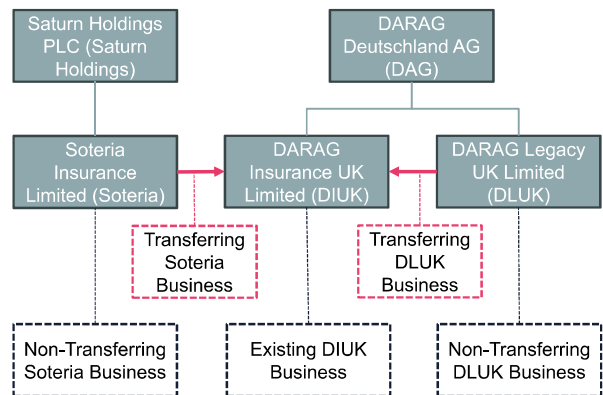 Saturn Holdings
PLC (Saturn
Holdings)
DARAG
Deutschland AG
(DAG)
Soteria
Insurance
Limited (Soteria)
DARAG
Insurance UK
Limited (DIUK)
DARAG Legacy
UK Limited
(DLUK)
Transferring
Soteria
Business
Transferring
DLUK
Business
Non-Transferring
Soteria Business
Existing DIUK
Business
Non-Transferring
DLUK Business